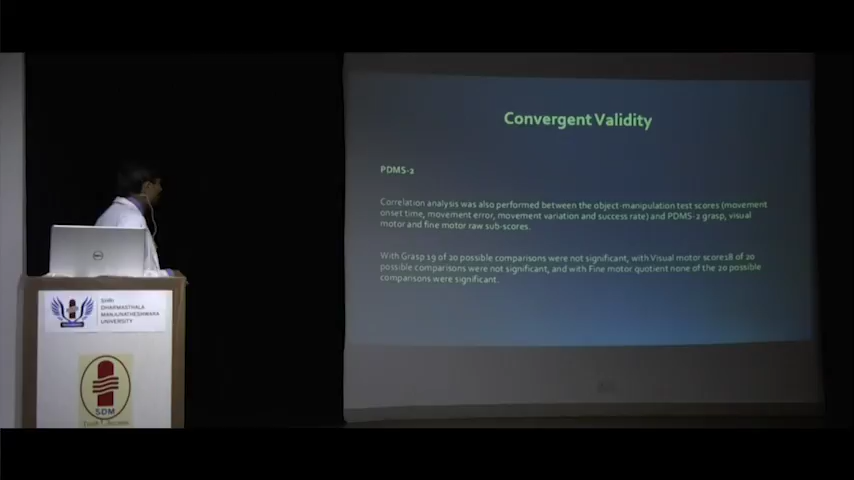 Convergent Validity
PDMS-2
Correlation analysis was also performed between the object-manipulation test scores (movement
onset time, movement error, movement variation and success rate) and PDMS- 2 grasp, visual
motor and fine motor raw sub-scores.
With Grasp 19 of 20 possible comparisons were not significant, with Visual motor scores18 of 20
possible comparisons were not significant, and with Fine motor quotient none of the 20 possible
comparisons were significant.
DELL
SHRI
DHARMASTHALA
MANJUNATHESHWARA
UNIVERSITY
SDM